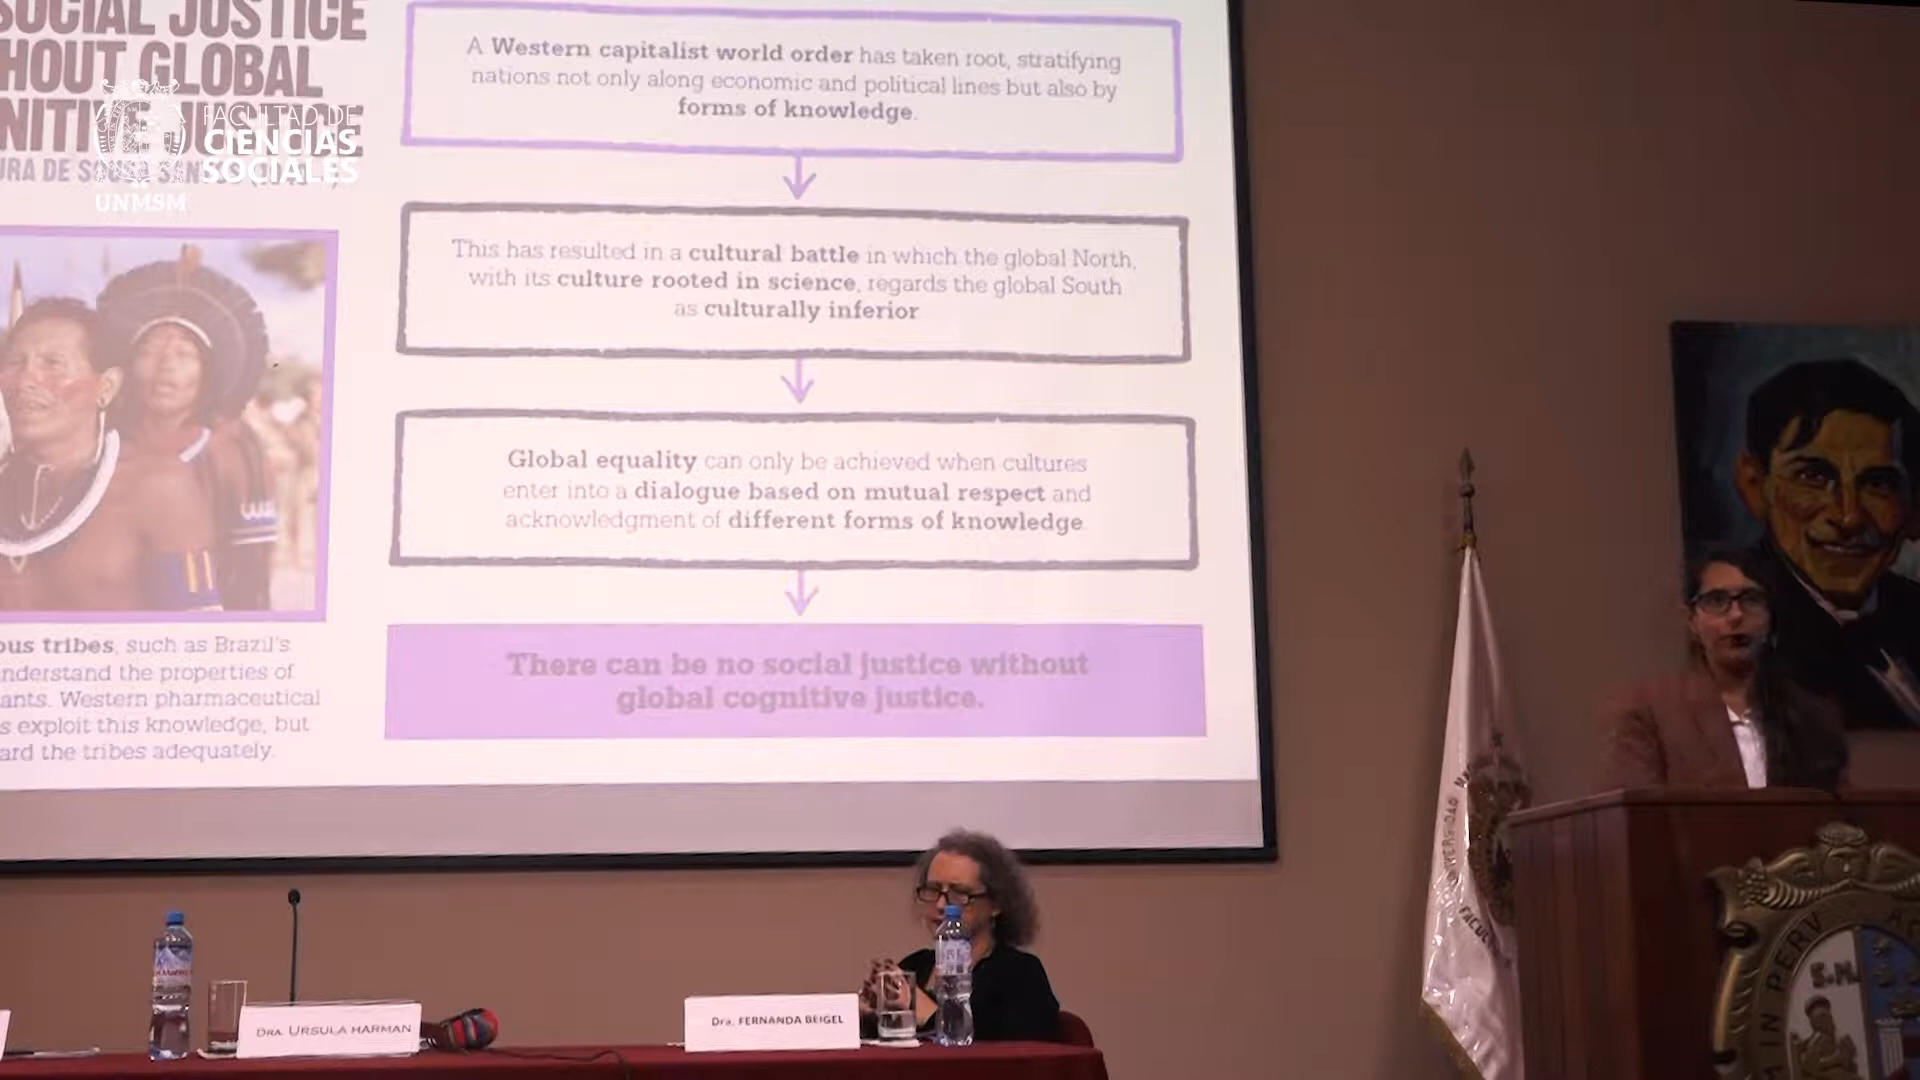 SOCIAL JUSTICE
HOUT GLOBAL
FACULTAD DE
CIENCIAS
SOCIALES
UNMSM
A Western capitalist world order has taken root, stratifying
nations not only along economic and political lines but also by
forms of knowledge.
This has resulted in a cultural battle in which the global North,
with its culture rooted in science, regards the global South
as culturally inferior
Global equality can only be achieved when cultures
enter into a dialogue based on mutual respect and
acknowledgment of different forms of knowledge
There can be no social justice without
global cognitive justice.
ous tribes, such as Brazil's
nderstand the properties of
ants. Western pharmaceutical
s exploit this knowledge, but
ard the tribes adequately.
Dra. Ursula Harman
Dra. FERNANDA BEIGEL
IN PERV